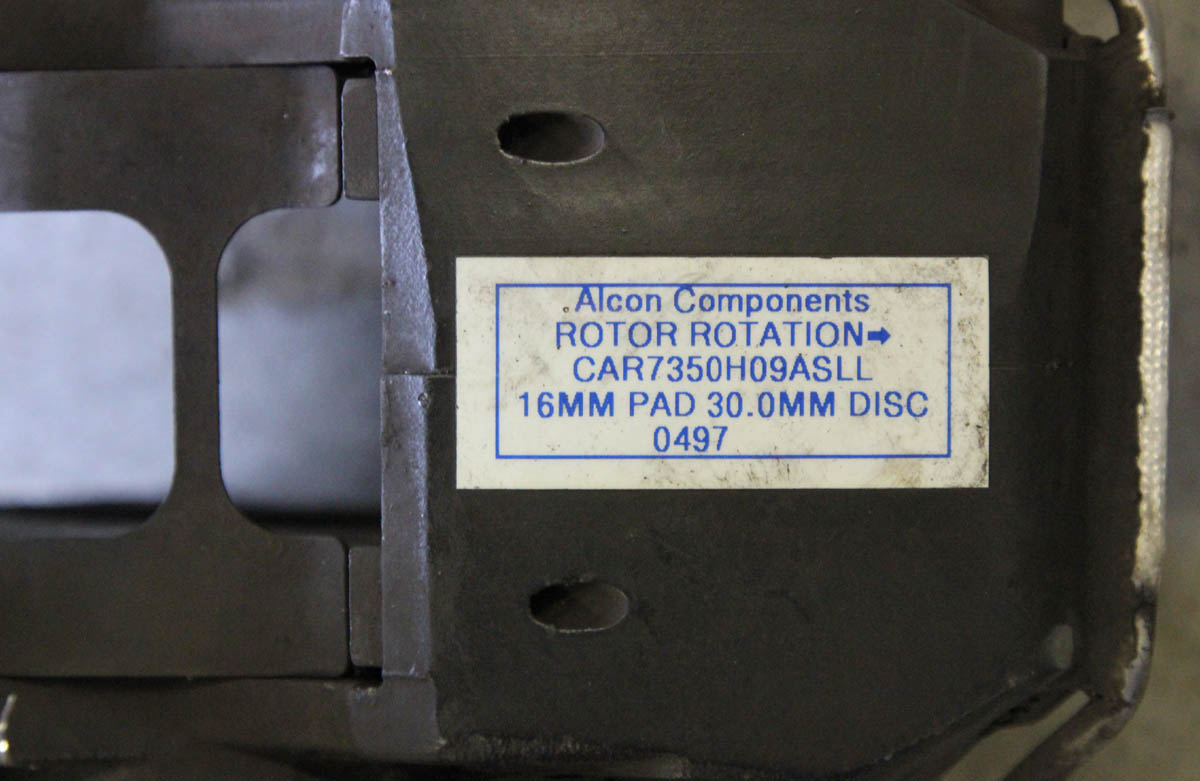 Alcon Components
ROTOR ROTATION➡
CAR7350H09ASLL
16MM PAD 30.0MM DISC
0497